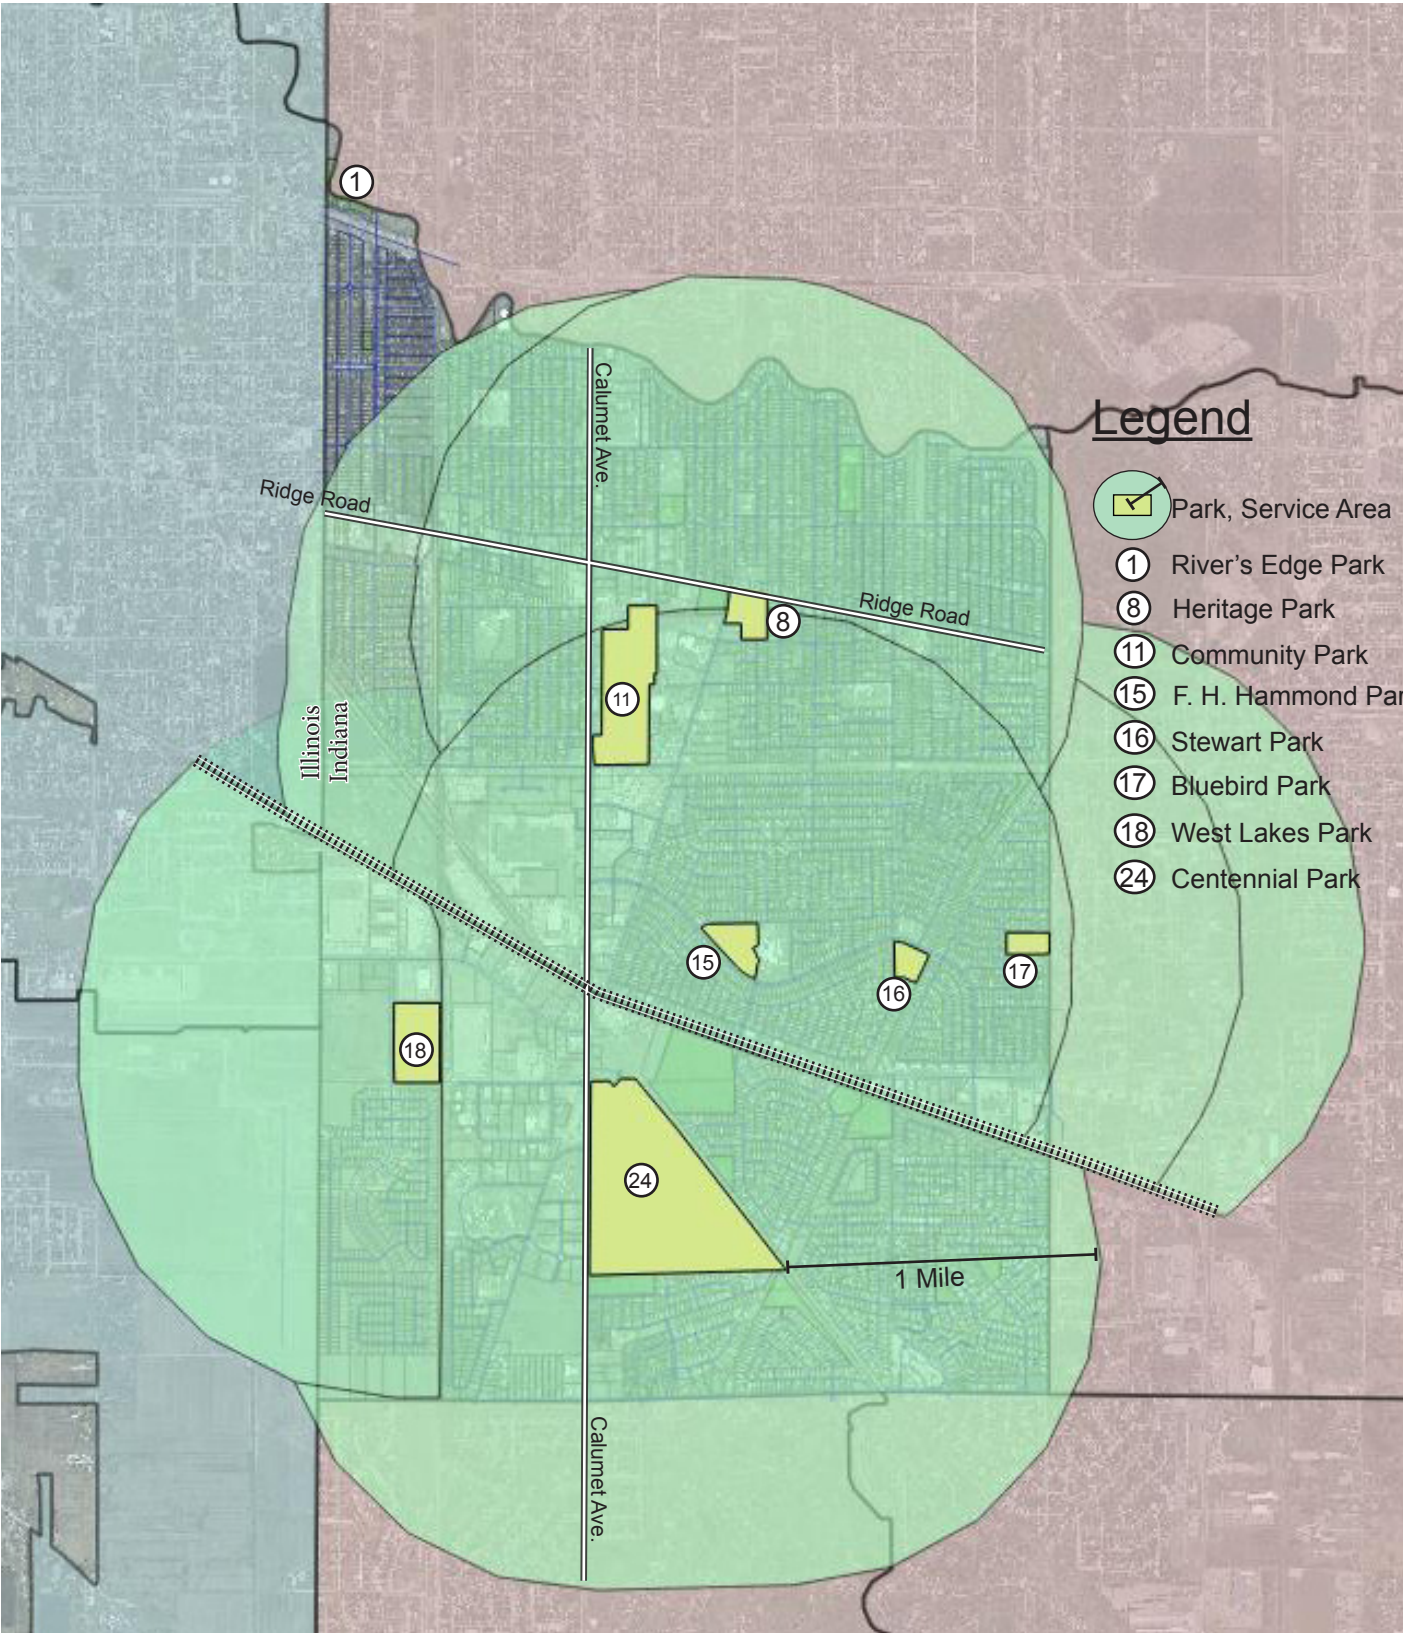 1
Calumet Ave.
Legend
Ridge Road
Park, Service Area
1 River's Edge Park
Ridge Road
8 Heritage Park
8
11 Community Park
11
15 F. H. Hammond Par
Illinois
Indiana
16 Stewart Park
17 Bluebird Park
18 West Lakes Park
24 Centennial Park
15
16
17
18
24
1 Mile
Calumet Ave.